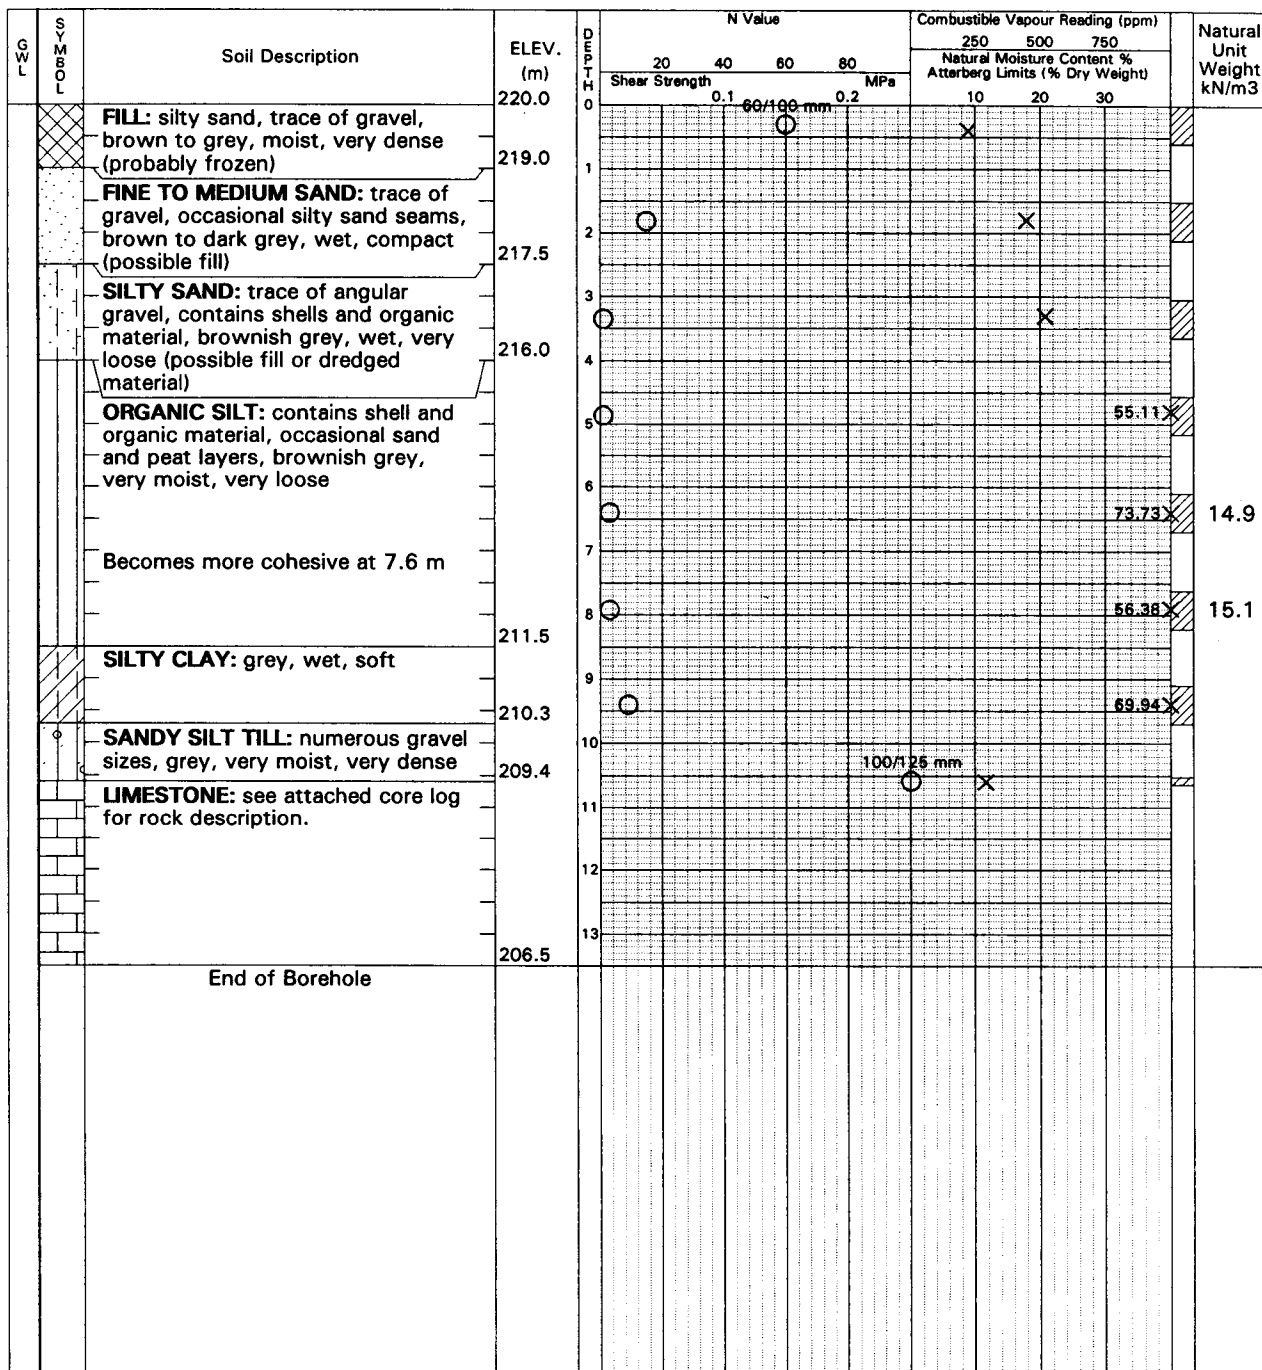 GWL
SYMBOL
Soil Description
ELEV.
(m)
DEPTH
N Value
20 40 60 80
Shear Strength MPa
0.1 0.2
Combustible Vapour Reading (ppm)
250 500 750
Natural Moisture Content %
Atterberg Limits (% Dry Weight)
10 20 30
Natural
Unit
Weight
kN/m3
220.0
0
60/100 mm
FILL: silty sand, trace of gravel,
brown to grey, moist, very dense
(probably frozen)
219.0
1
FINE TO MEDIUM SAND: trace of
gravel, occasional silty sand seams,
brown to dark grey, wet, compact
(possible fill)
2
217.5
SILTY SAND: trace of angular
gravel, contains shells and organic
material, brownish grey, wet, very
loose (possible fill or dredged
material)
3
216.0
4
ORGANIC SILT: contains shell and
organic material, occasional sand
and peat layers, brownish grey,
very moist, very loose
55.11
5
6
73.73
14.9
7
Becomes more cohesive at 7.6 m
56.38
15.1
8
211.5
SILTY CLAY: grey, wet, soft
9
69.94
210.3
SANDY SILT TILL: numerous gravel
sizes, grey, very moist, very dense
10
100/125 mm
209.4
LIMESTONE: see attached core log
for rock description.
11
12
13
206.5
End of Borehole